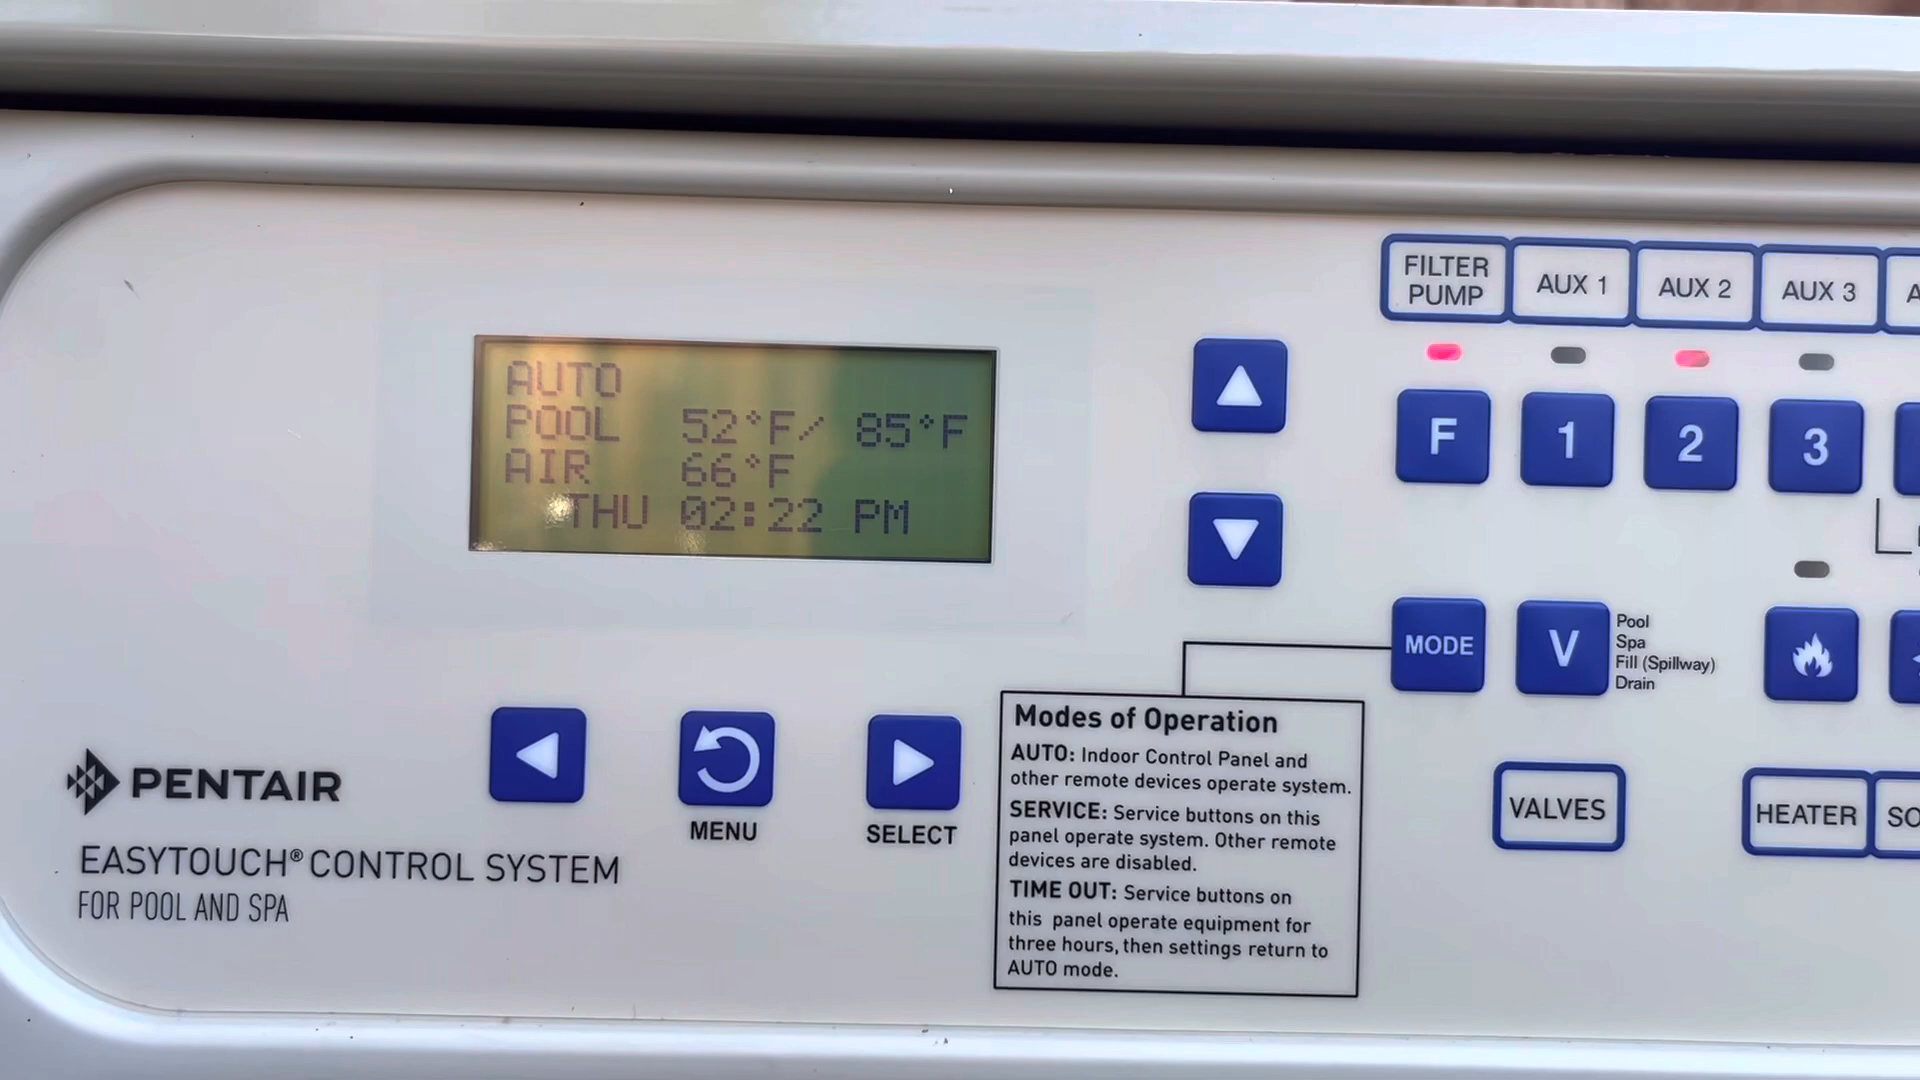 AUTO
POOL 52°F/ 85°F
AIR 66°F
THU 02:22 PM
FILTER PUMP
AUX 1
AUX 2
AUX 3
F
1
2
3
MODE
V
Pool
Spa
Fill (Spillway)
Drain
MENU
SELECT
PENTAIR
EASYTOUCH® CONTROL SYSTEM
FOR POOL AND SPA
Modes of Operation
AUTO: Indoor Control Panel and
other remote devices operate system.
SERVICE: Service buttons on this
panel operate system. Other remote
devices are disabled.
TIME OUT: Service buttons on
this panel operate equipment for
three hours, then settings return to
AUTO mode.
VALVES
HEATER